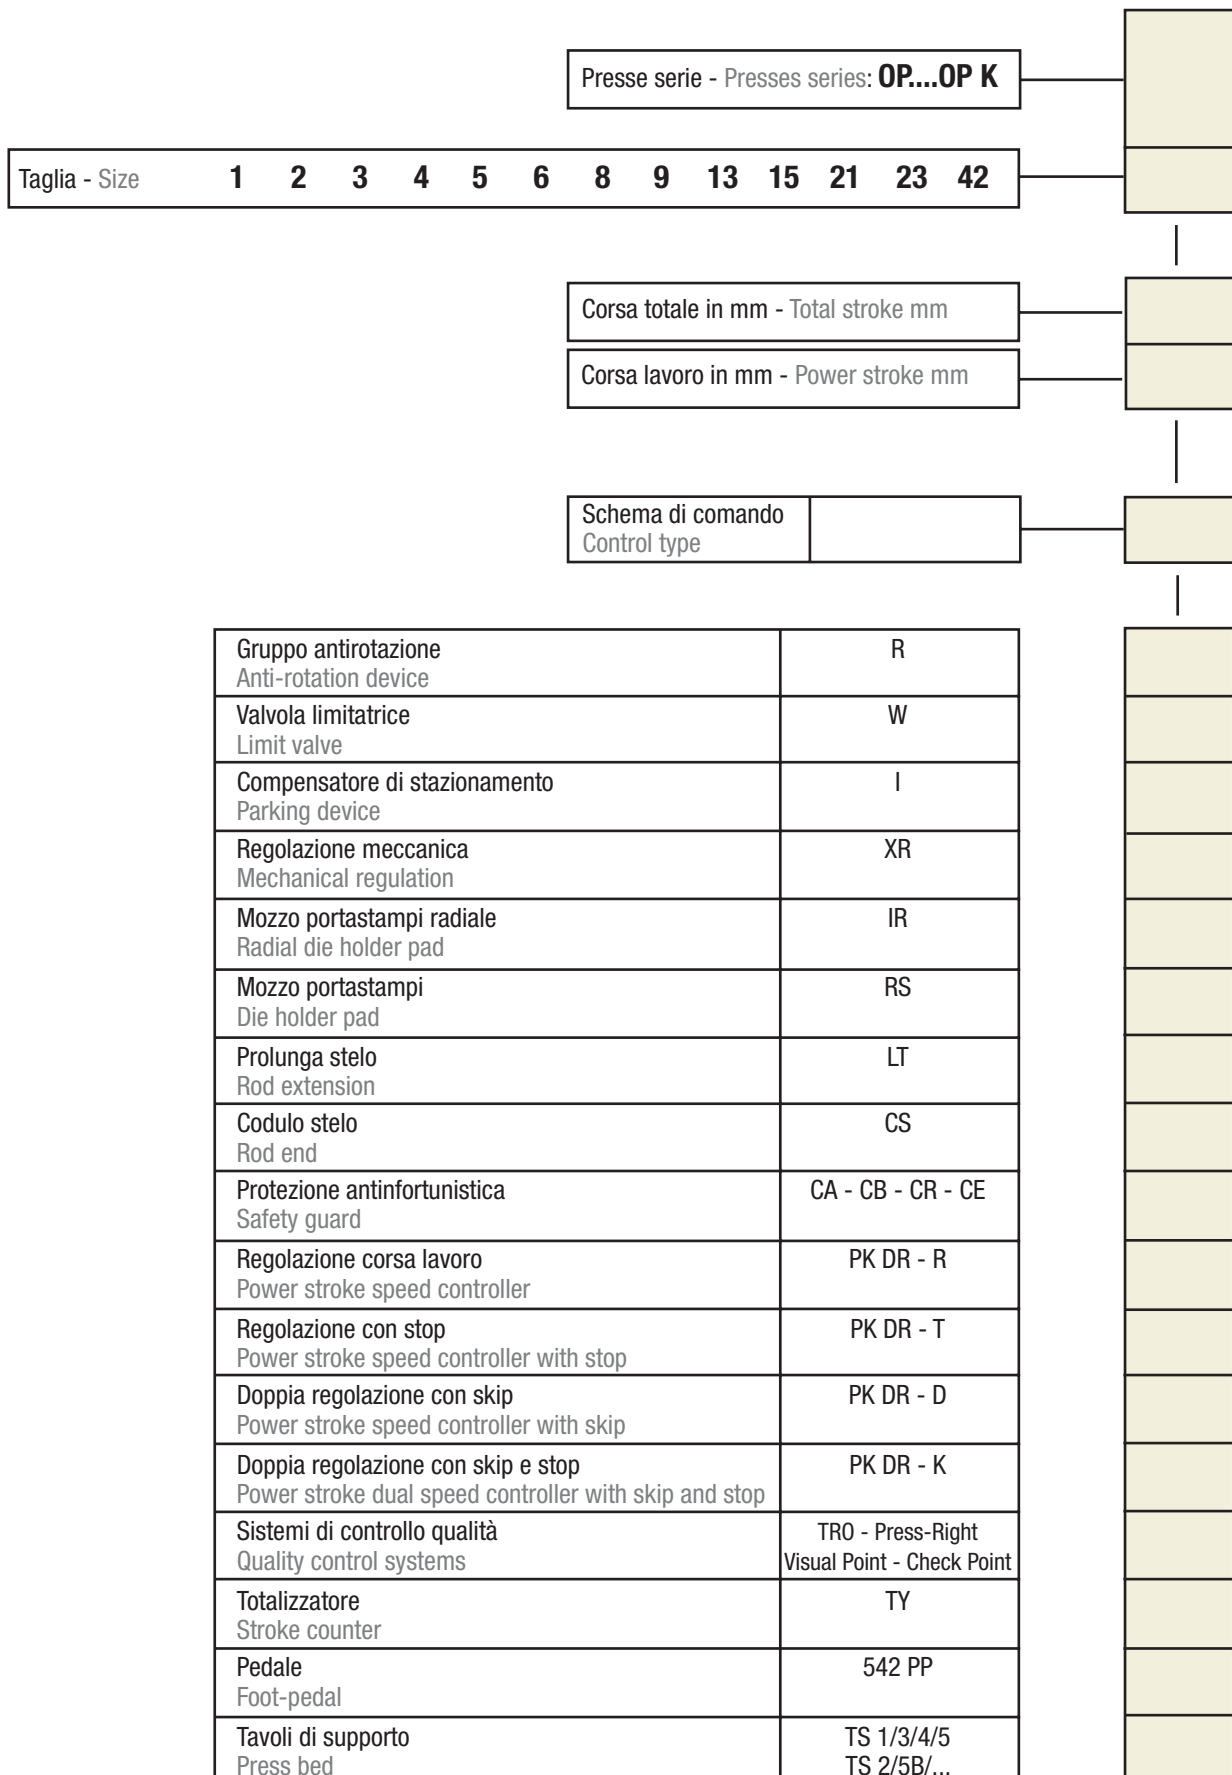 Presse serie - Presses series: OP....OP K
Taglia - Size 1 2 3 4 5 6 8 9 13 15 21 23 42
Corsa totale in mm - Total stroke mm
Corsa lavoro in mm - Power stroke mm
Schema di comando
Control type
Gruppo antirotazione R
Anti-rotation device
Valvola limitatrice W
Limit valve
Compensatore di stazionamento I
Parking device
Regolazione meccanica XR
Mechanical regulation
Mozzo portastampi radiale IR
Radial die holder pad
Mozzo portastampi RS
Die holder pad
Prolunga stelo LT
Rod extension
Codulo stelo CS
Rod end
Protezione antinfortunistica CA - CB - CR - CE
Safety guard
Regolazione corsa lavoro PK DR - R
Power stroke speed controller
Regolazione con stop PK DR - T
Power stroke speed controller with stop
Doppia regolazione con skip PK DR - D
Power stroke speed controller with skip
Doppia regolazione con skip e stop PK DR - K
Power stroke dual speed controller with skip and stop
Sistemi di controllo qualità TRO - Press-Right
Quality control systems Visual Point - Check Point
Totalizzatore TY
Stroke counter
Pedale 542 PP
Foot-pedal
Tavoli di supporto TS 1/3/4/5
Press bed TS 2/5B/...